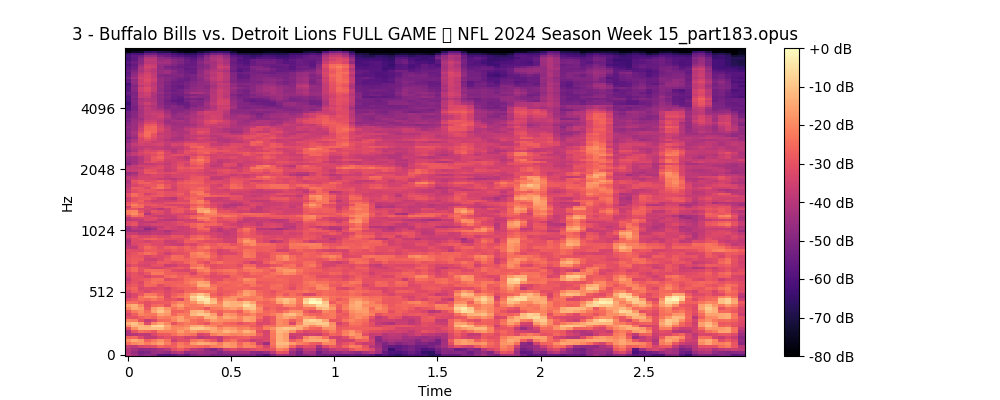 3 - Buffalo Bills vs. Detroit Lions FULL GAME ▯ NFL 2024 Season Week 15_part183.opus
+0 dB
-10 dB
-20 dB
-30 dB
-40 dB
-50 dB
-60 dB
-70 dB
-80 dB
Hz
4096
2048
1024
512
0
0
0.5
1
1.5
2
2.5
Time